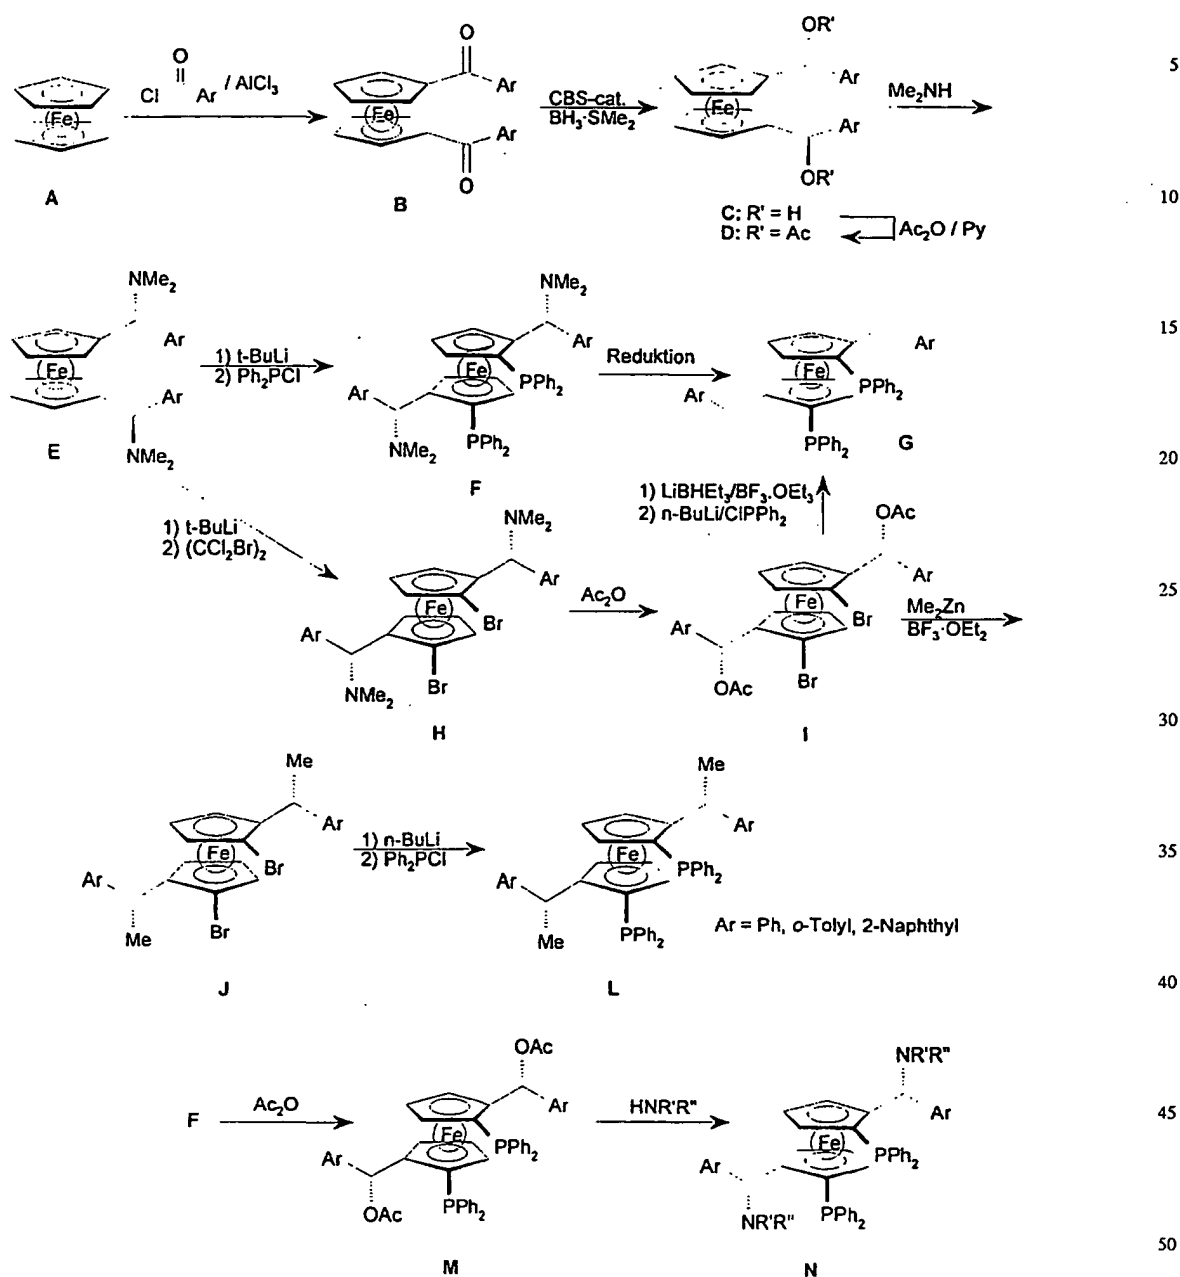 O
OR'
5
O
Cl Ar / AlCl₃
Ar
Ar
Fe
Fe
CBS-cat.
BH₃·SMe₂
Fe
Me₂NH
Ar
Ar
O
OR'
A
B
10
C: R' = H
D: R' = Ac
Ac₂O / Py
NMe₂
NMe₂
Ar
Ar
Ar
15
Fe
1) t-BuLi
2) Ph₂PCl
Fe
Reduktion
Fe
PPh₂
PPh₂
Ar
Ar
Ar
E
NMe₂
NMe₂
PPh₂
PPh₂
G
20
F
1) LiBHEt₃/BF₃.OEt₃
2) n-BuLi/ClPPh₂
NMe₂
OAc
1) t-BuLi
2) (CCl₂Br)₂
Ar
Ar
25
Fe
Ac₂O
Fe
Me₂Zn
BF₃·OEt₂
Br
Br
Ar
Ar
NMe₂
Br
OAc
Br
H
I
30
Me
Me
Ar
Ar
Fe
1) n-BuLi
2) Ph₂PCl
Fe
35
Ar
Br
Ar
PPh₂
Me
Br
Me
PPh₂
Ar = Ph, o-Tolyl, 2-Naphthyl
J
L
40
OAc
NR'R"
F
Ac₂O
Ar
HNR'R"
Ar
45
Fe
Fe
Ar
PPh₂
Ar
PPh₂
OAc
PPh₂
NR'R"
PPh₂
50
M
N